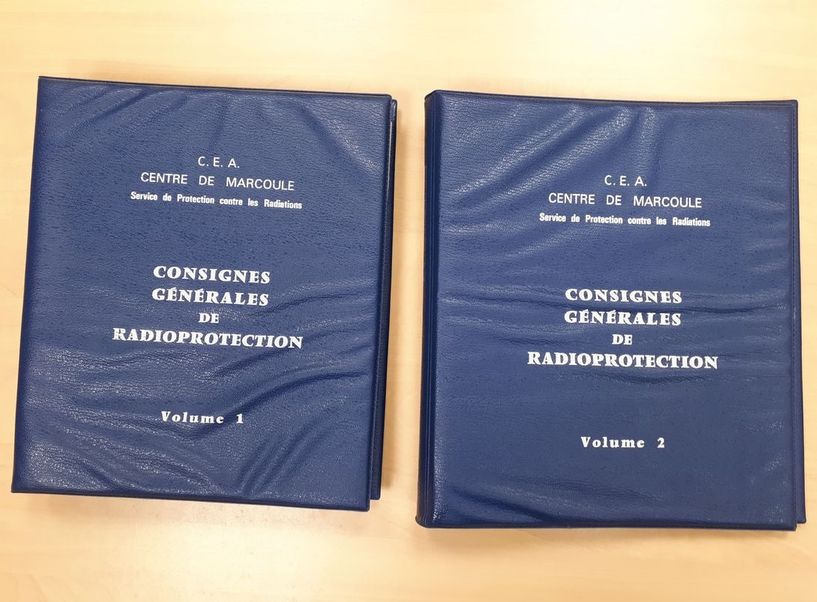 C. E. A.
CENTRE DE MARCOULE
Service de Protection contre les Radiations
CONSIGNES
GÉNÉRALES
DE
RADIOPROTECTION
Volume 1
C. E. A.
CENTRE DE MARCOULE
Service de Protection contre les Radiations
CONSIGNES
GÉNÉRALES
DE
RADIOPROTECTION
Volume 2